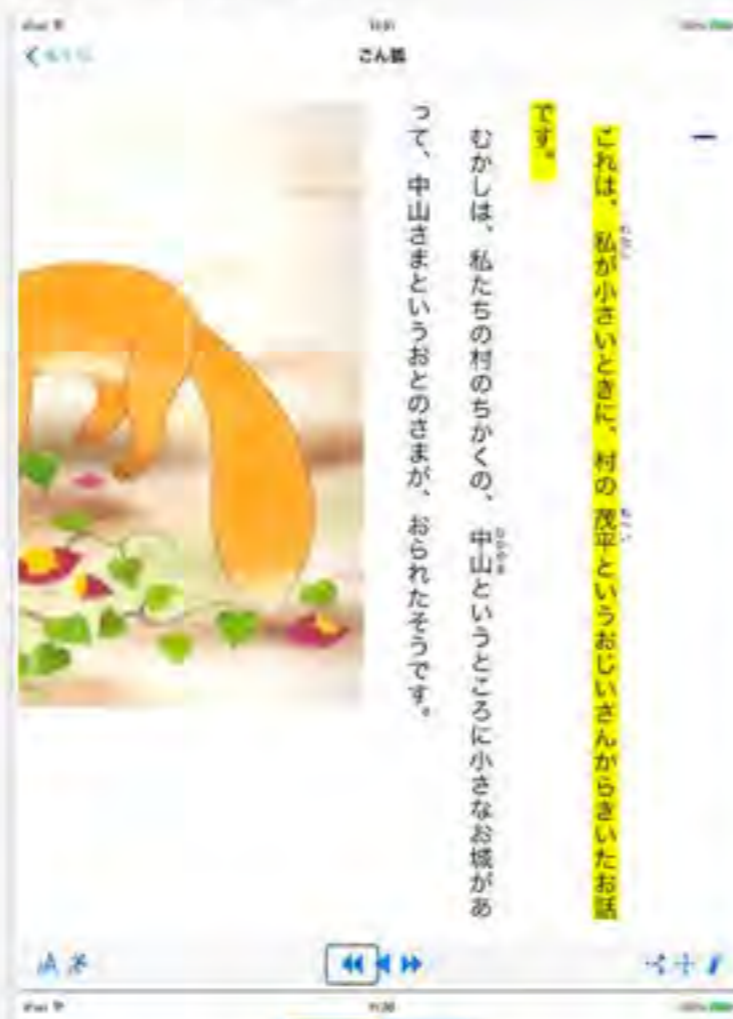 ごん狐
一
これは、私が小さいときに、村の茂平というおじいさんからきいたお話
です。
むかしは、私たちの村のちかくの、中山というところに小さなお城があ
って、中山さまというおとのさまが、おられたそうです。